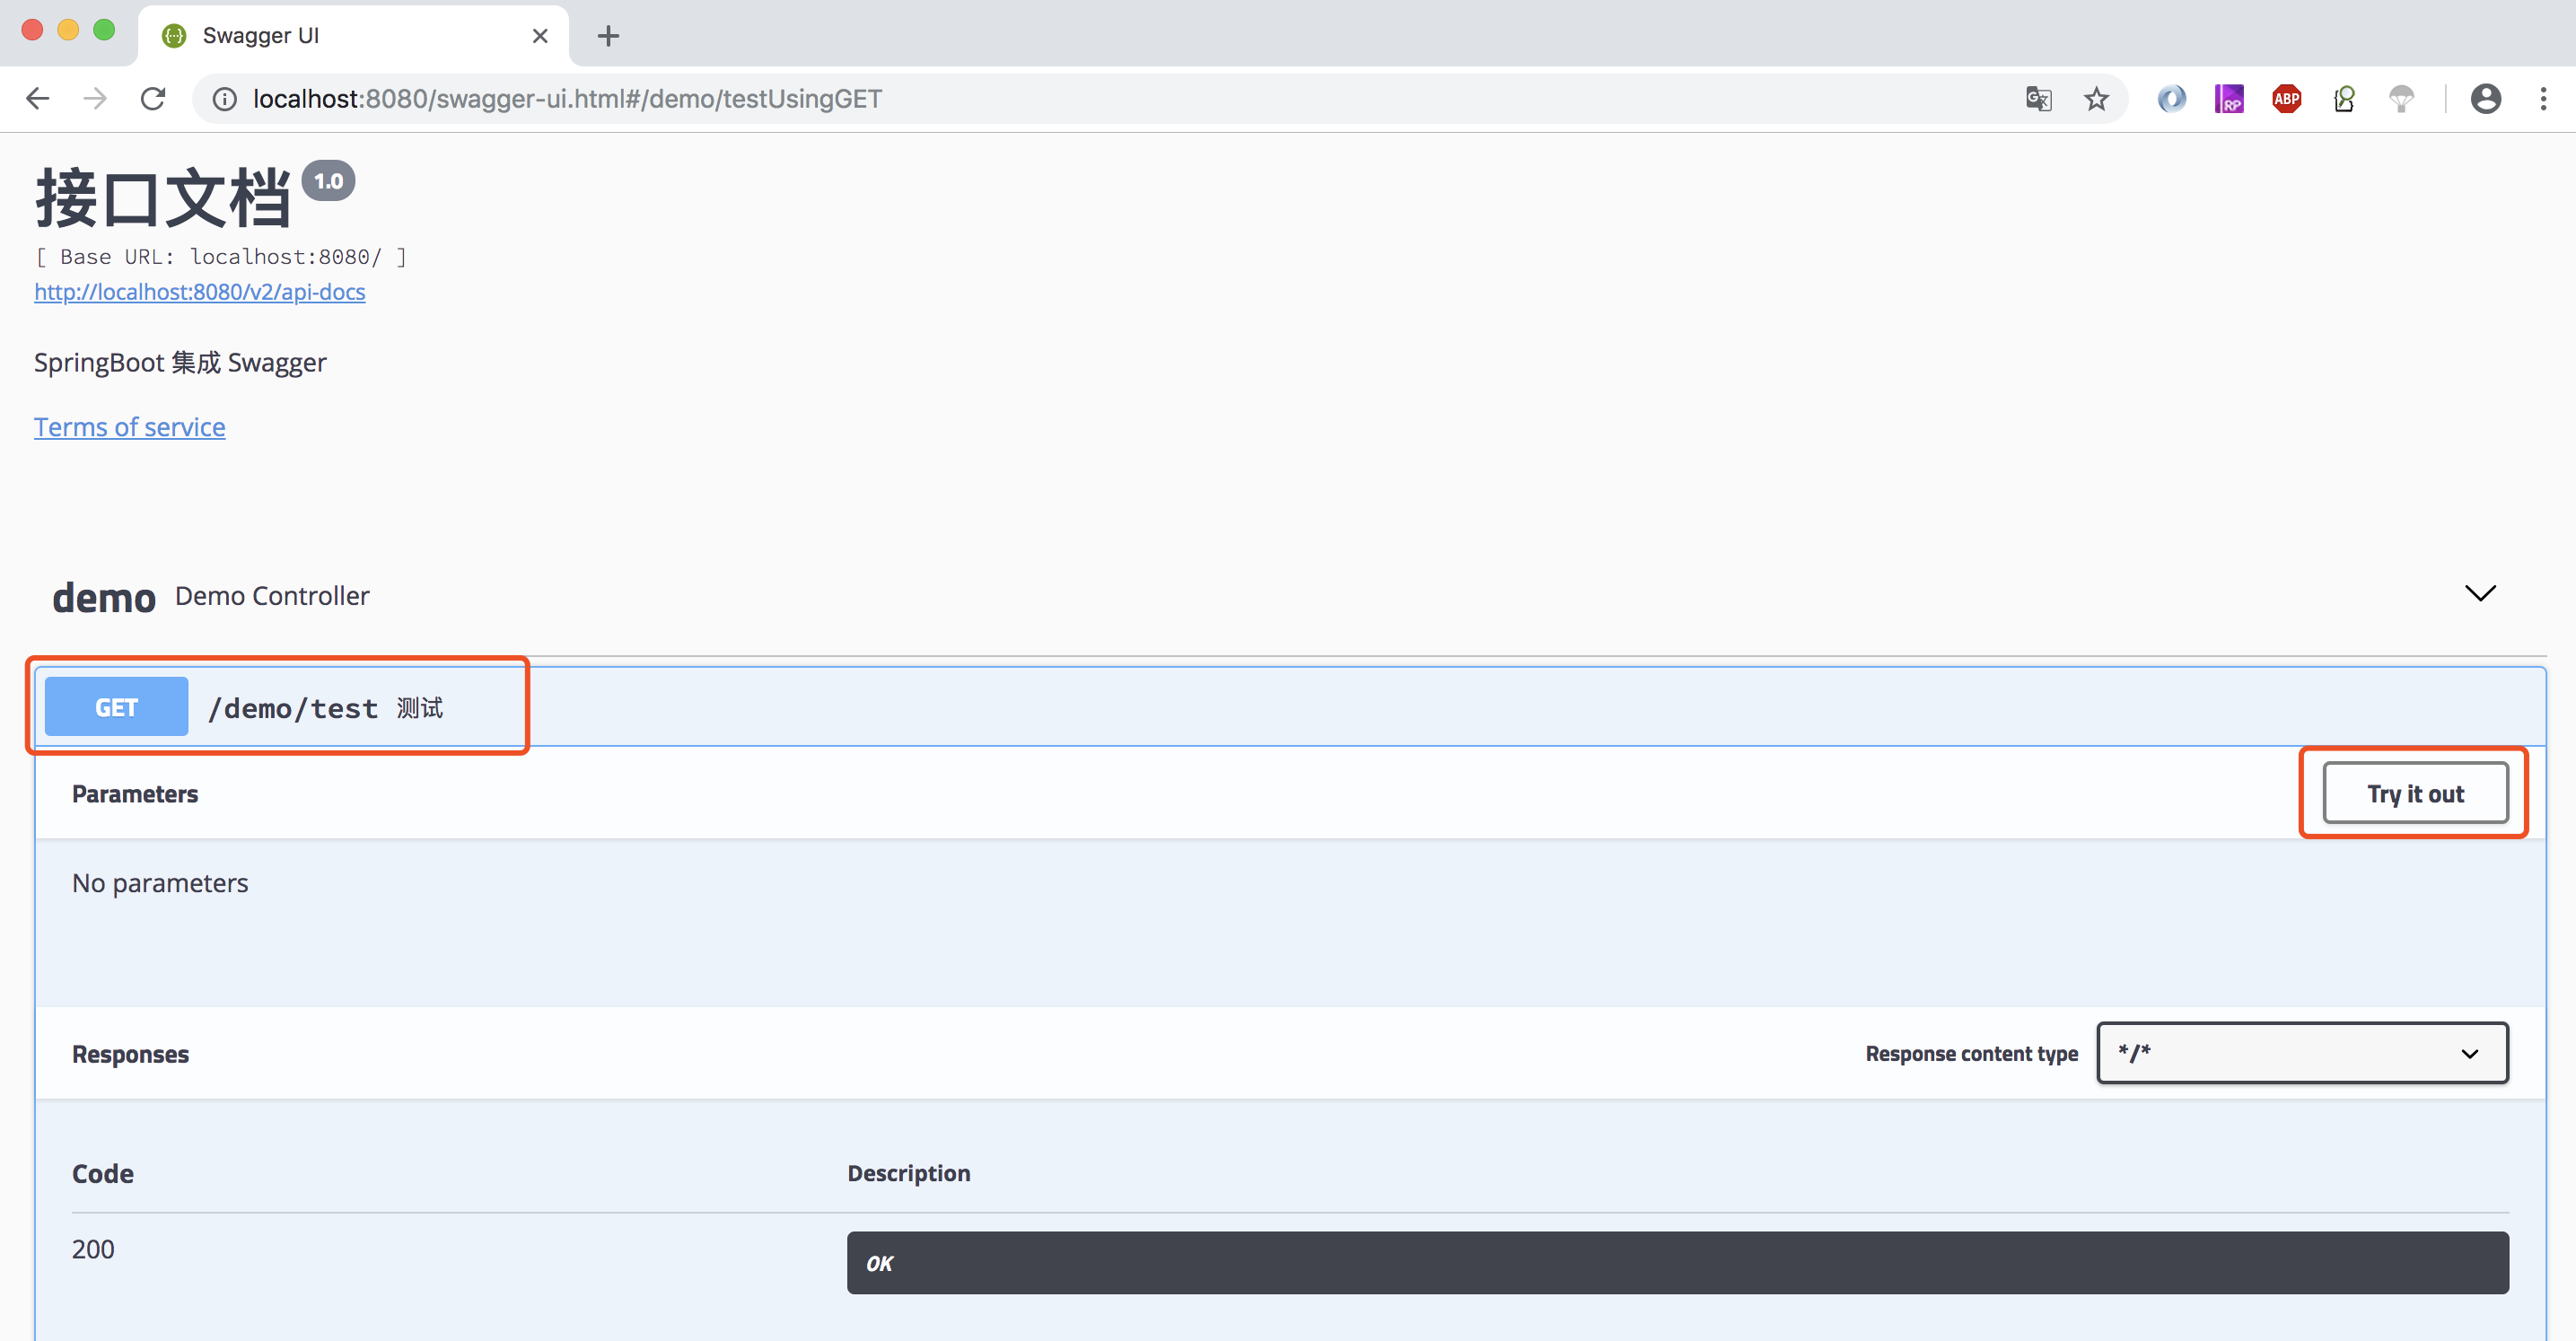 Swagger UI
localhost:8080/swagger-ui.html#/demo/testUsingGET
RP
ABP
接口文档 1.0
[ Base URL: localhost:8080/ ]
http://localhost:8080/v2/api-docs
SpringBoot 集成 Swagger
Terms of service
demo Demo Controller
GET /demo/test 测试
Parameters Try it out
No parameters
Responses Response content type */*
Code Description
200 OK